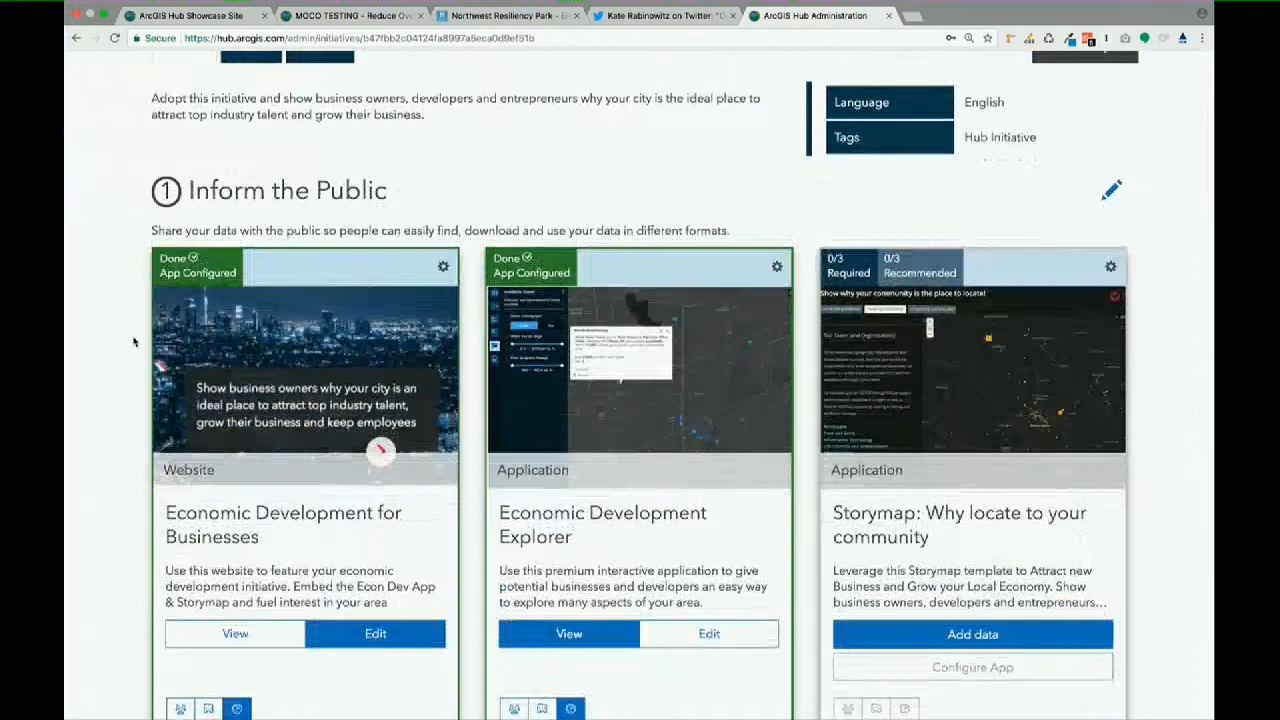 ArcGIS Hub Showcase Site
MOCO TESTING - Reduce Ov
Northwest Resiliency Park - E
Kate Rabinowitz on Twitter: "D
ArcGIS Hub Administration
Secure
https://hub.arcgis.com/admin/initiatives/b47fbb2c04124fa8997a5eca0d9ef51b
Adopt this initiative and show business owners, developers and entrepreneurs why your city is the ideal place to
attract top industry talent and grow their business.
Language English
Tags Hub Initiative
1 Inform the Public
Share your data with the public so people can easily find, download and use your data in different formats.
Done
App Configured
Show business owners why your city is an
ideal place to attract top industry talent,
grow their business and keep employees
Website
Economic Development for
Businesses
Use this website to feature your economic
development initiative. Embed the Econ Dev App
& Storymap and fuel interest in your area
View Edit
Done
App Configured
Application
Economic Development
Explorer
Use this premium interactive application to give
potential businesses and developers an easy way
to explore many aspects of your area.
View Edit
0/3 0/3
Required Recommended
Show why your community is the place to locate!
Application
Storymap: Why locate to your
community
Leverage this Storymap template to Attract new
Business and Grow your Local Economy. Show
business owners, developers and entrepreneurs...
Add data
Configure App